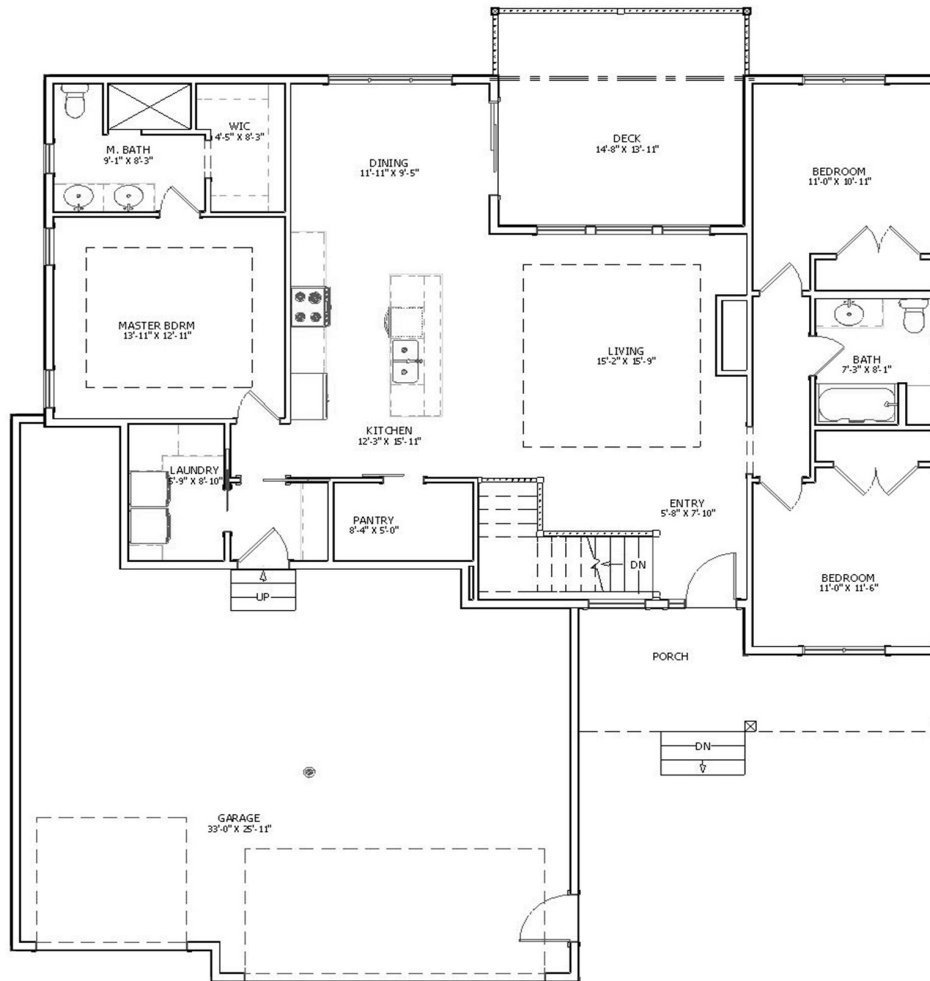 WIC
4'-5" X 8'-3"
M. BATH
9'-1" X 8'-3"
DINING
11'-11" X 9'-5"
DECK
14'-8" X 13'-11"
BEDROOM
11'-0" X 10'-11"
MASTER BDRM
13'-11" X 12'-11"
LIVING
15'-2" X 15'-9"
BATH
7'-3" X 8'-1"
KITCHEN
12'-3" X 15'-11"
LAUNDRY
5'-9" X 8'-10"
PANTRY
8'-4" X 5'-0"
ENTRY
5'-8" X 7'-10"
DN
BEDROOM
11'-0" X 11'-6"
UP
PORCH
DN
GARAGE
33'-0" X 25'-11"